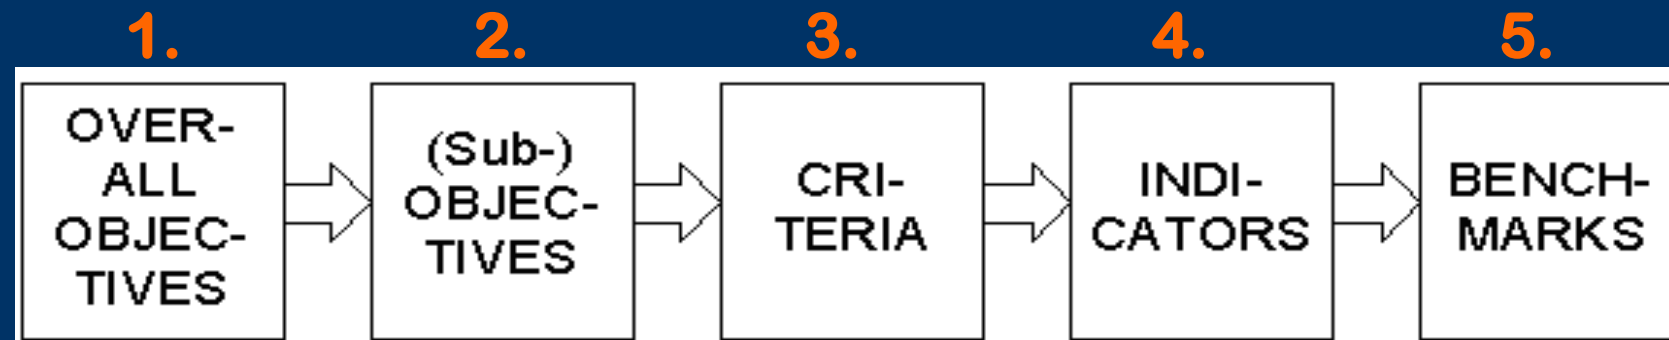 1. 2. 3. 4. 5.
OVER-
ALL
OBJEC-
TIVES
(Sub-)
OBJEC-
TIVES
CRI-
TERIA
INDI-
CATORS
BENCH-
MARKS